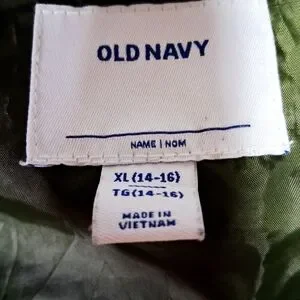 OLD NAVY
NAME | NOM
XL (14-16)
TG (14-16)
MADE IN
VIETNAM